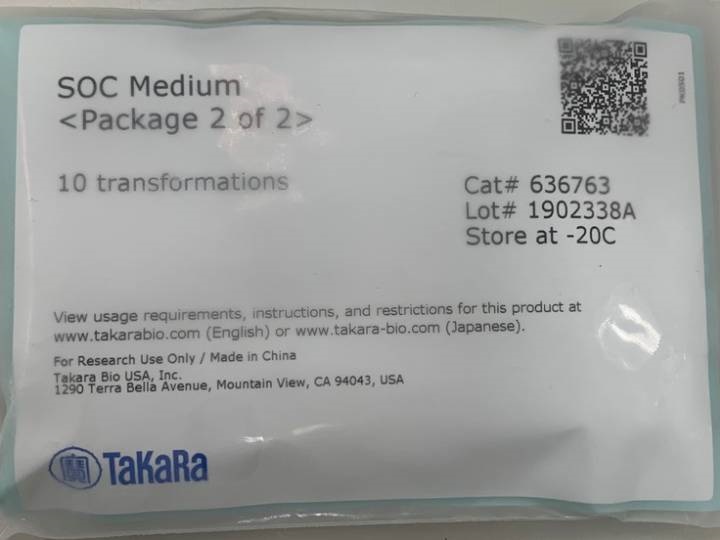 SOC Medium
<Package 2 of 2>
10 transformations
Cat# 636763
Lot# 1902338A
Store at -20C
View usage requirements, instructions, and restrictions for this product at
www.takarabio.com (English) or www.takara-bio.com (Japanese).
For Research Use Only / Made in China
Takara Bio USA, Inc.
1290 Terra Bella Avenue, Mountain View, CA 94043, USA
TaKaRa